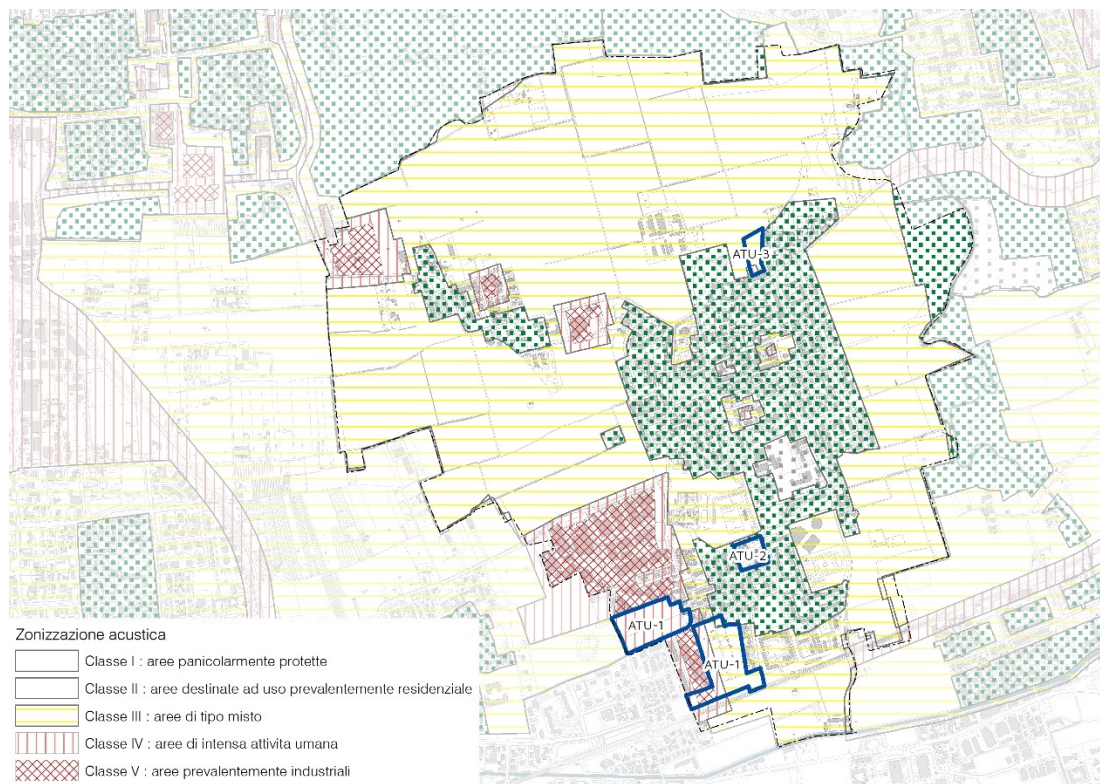 ATU-3
ATU-2
ATU-1
ATU-1
Zonizzazione acustica
Classe I : aree panicolarmente protette
Classe II : aree destinate ad uso prevalentemente residenziale
Classe III : aree di tipo misto
Classe IV : aree di intensa attivita umana
Classe V : aree prevalentemente industriali